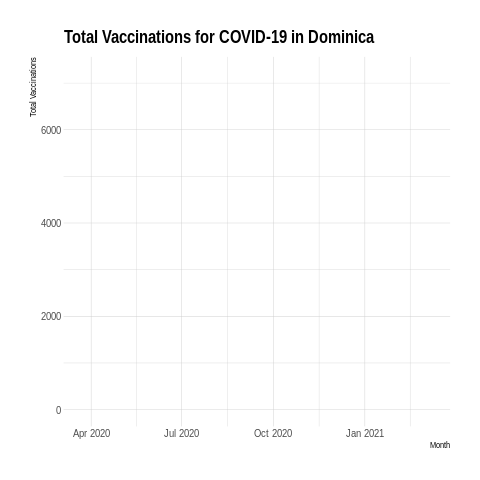 Total Vaccinations for COVID-19 in Dominica
Total Vaccinations
6000
4000
2000
0
Apr 2020
Jul 2020
Oct 2020
Jan 2021
Month